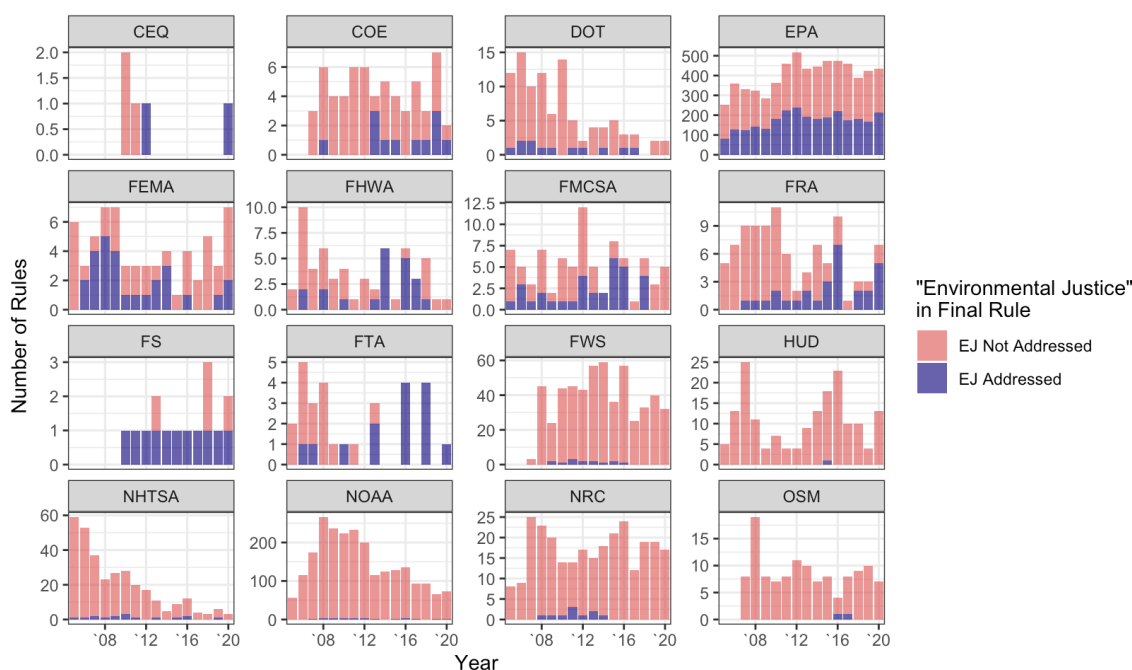 CEQ COE DOT EPA
2.0 1.5 1.0 0.5 0.0
6 4 2 0
15 10 5 0
500 400 300 200 100 0
FEMA FHWA FMCSA FRA
6 4 2 0
10.0 7.5 5.0 2.5 0.0
12.5 10.0 7.5 5.0 2.5 0.0
9 6 3 0
FS FTA FWS HUD
3 2 1 0
5 4 3 2 1 0
60 40 20 0
25 20 15 10 5 0
NHTSA NOAA NRC OSM
60 40 20 0
200 100 0
25 20 15 10 5 0
15 10 5 0
`08 `12 `16 `20 `08 `12 `16 `20 `08 `12 `16 `20 `08 `12 `16 `20
Year
Number of Rules
"Environmental Justice"
in Final Rule
EJ Not Addressed
EJ Addressed